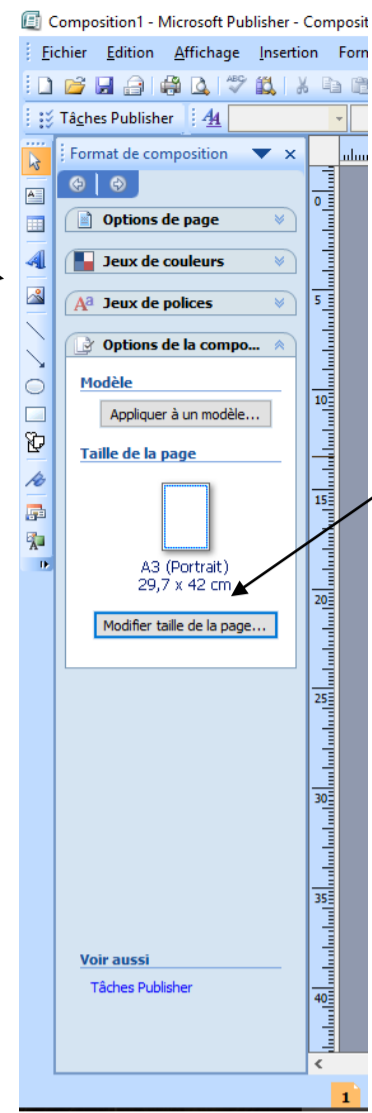 Composition1 - Microsoft Publisher - Composit
Fichier Edition Affichage Insertion Form
Tâches Publisher
Format de composition
Options de page
Jeux de couleurs
Jeux de polices
Options de la compo...
Modèle
Appliquer à un modèle...
Taille de la page
A3 (Portrait)
29,7 x 42 cm
Modifier taille de la page...
Voir aussi
Tâches Publisher
0
5
10
15
20
25
30
35
40
1